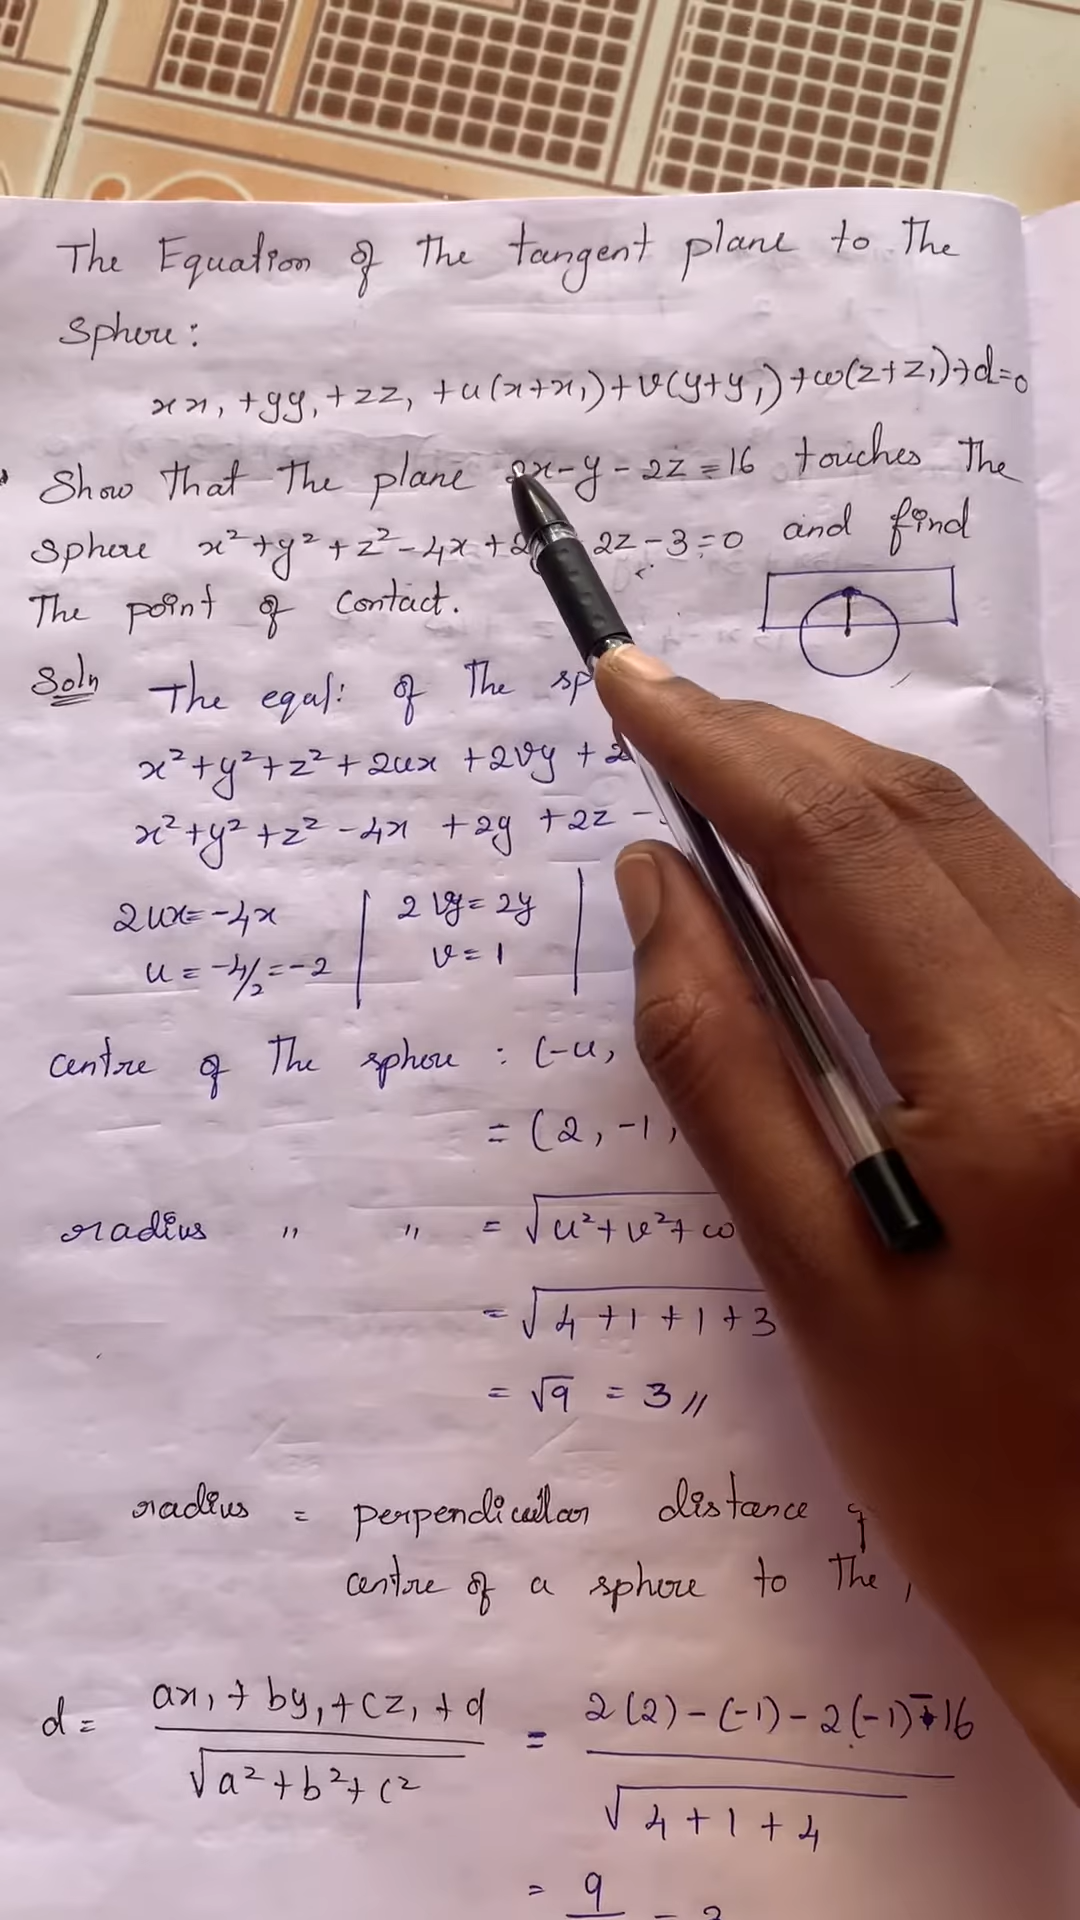 The Equation of the tangent plane to the
Sphere:
xx₁ + yy₁ + zz₁ + u(x+x₁) + v(y+y₁) + w(z+z₁) + d = 0
Show that the plane 2x - y - 2z = 16 touches the
Sphere x² + y² + z² - 4x + 2 2z - 3 = 0 and find
the point of contact.
Soln The equal: of the sp
x² + y² + z² + 2ux + 2vy + 2
x² + y² + z² - 4x + 2y + 2z -
2ux = -4x | 2vy = 2y |
u = -4/2 = -2 | v = 1 |
centre of the sphere : (-u,
= (2, -1,
radius " " = √u² + v² + w
= √4 + 1 + 1 + 3
= √9 = 3 //
radius = perpendicular distance
centre of a sphere to the
d = ax₁ + by₁ + cz₁ + d / √a² + b² + c² = 2(2) - (-1) - 2(-1) - 16 / √4 + 1 + 4
= 9